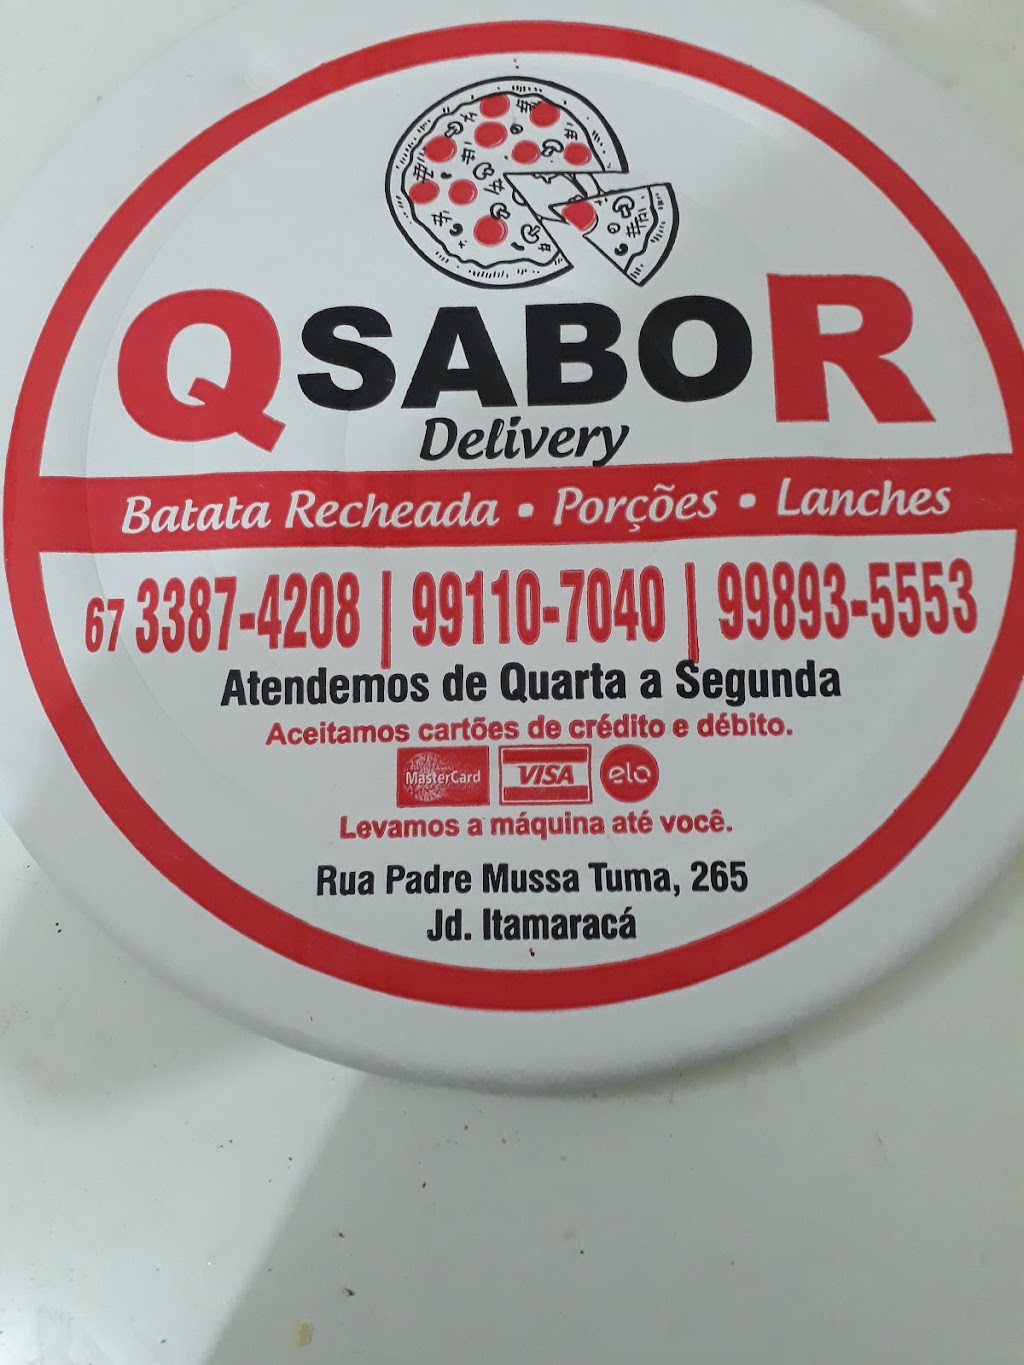 QSABOR
Delivery
Batata Recheada • Porções • Lanches
67 3387-4208 | 99110-7040 | 99893-5553
Atendemos de Quarta a Segunda
Aceitamos cartões de crédito e débito.
MasterCard VISA elo
Levamos a máquina até você.
Rua Padre Mussa Tuma, 265
Jd. Itamaracá